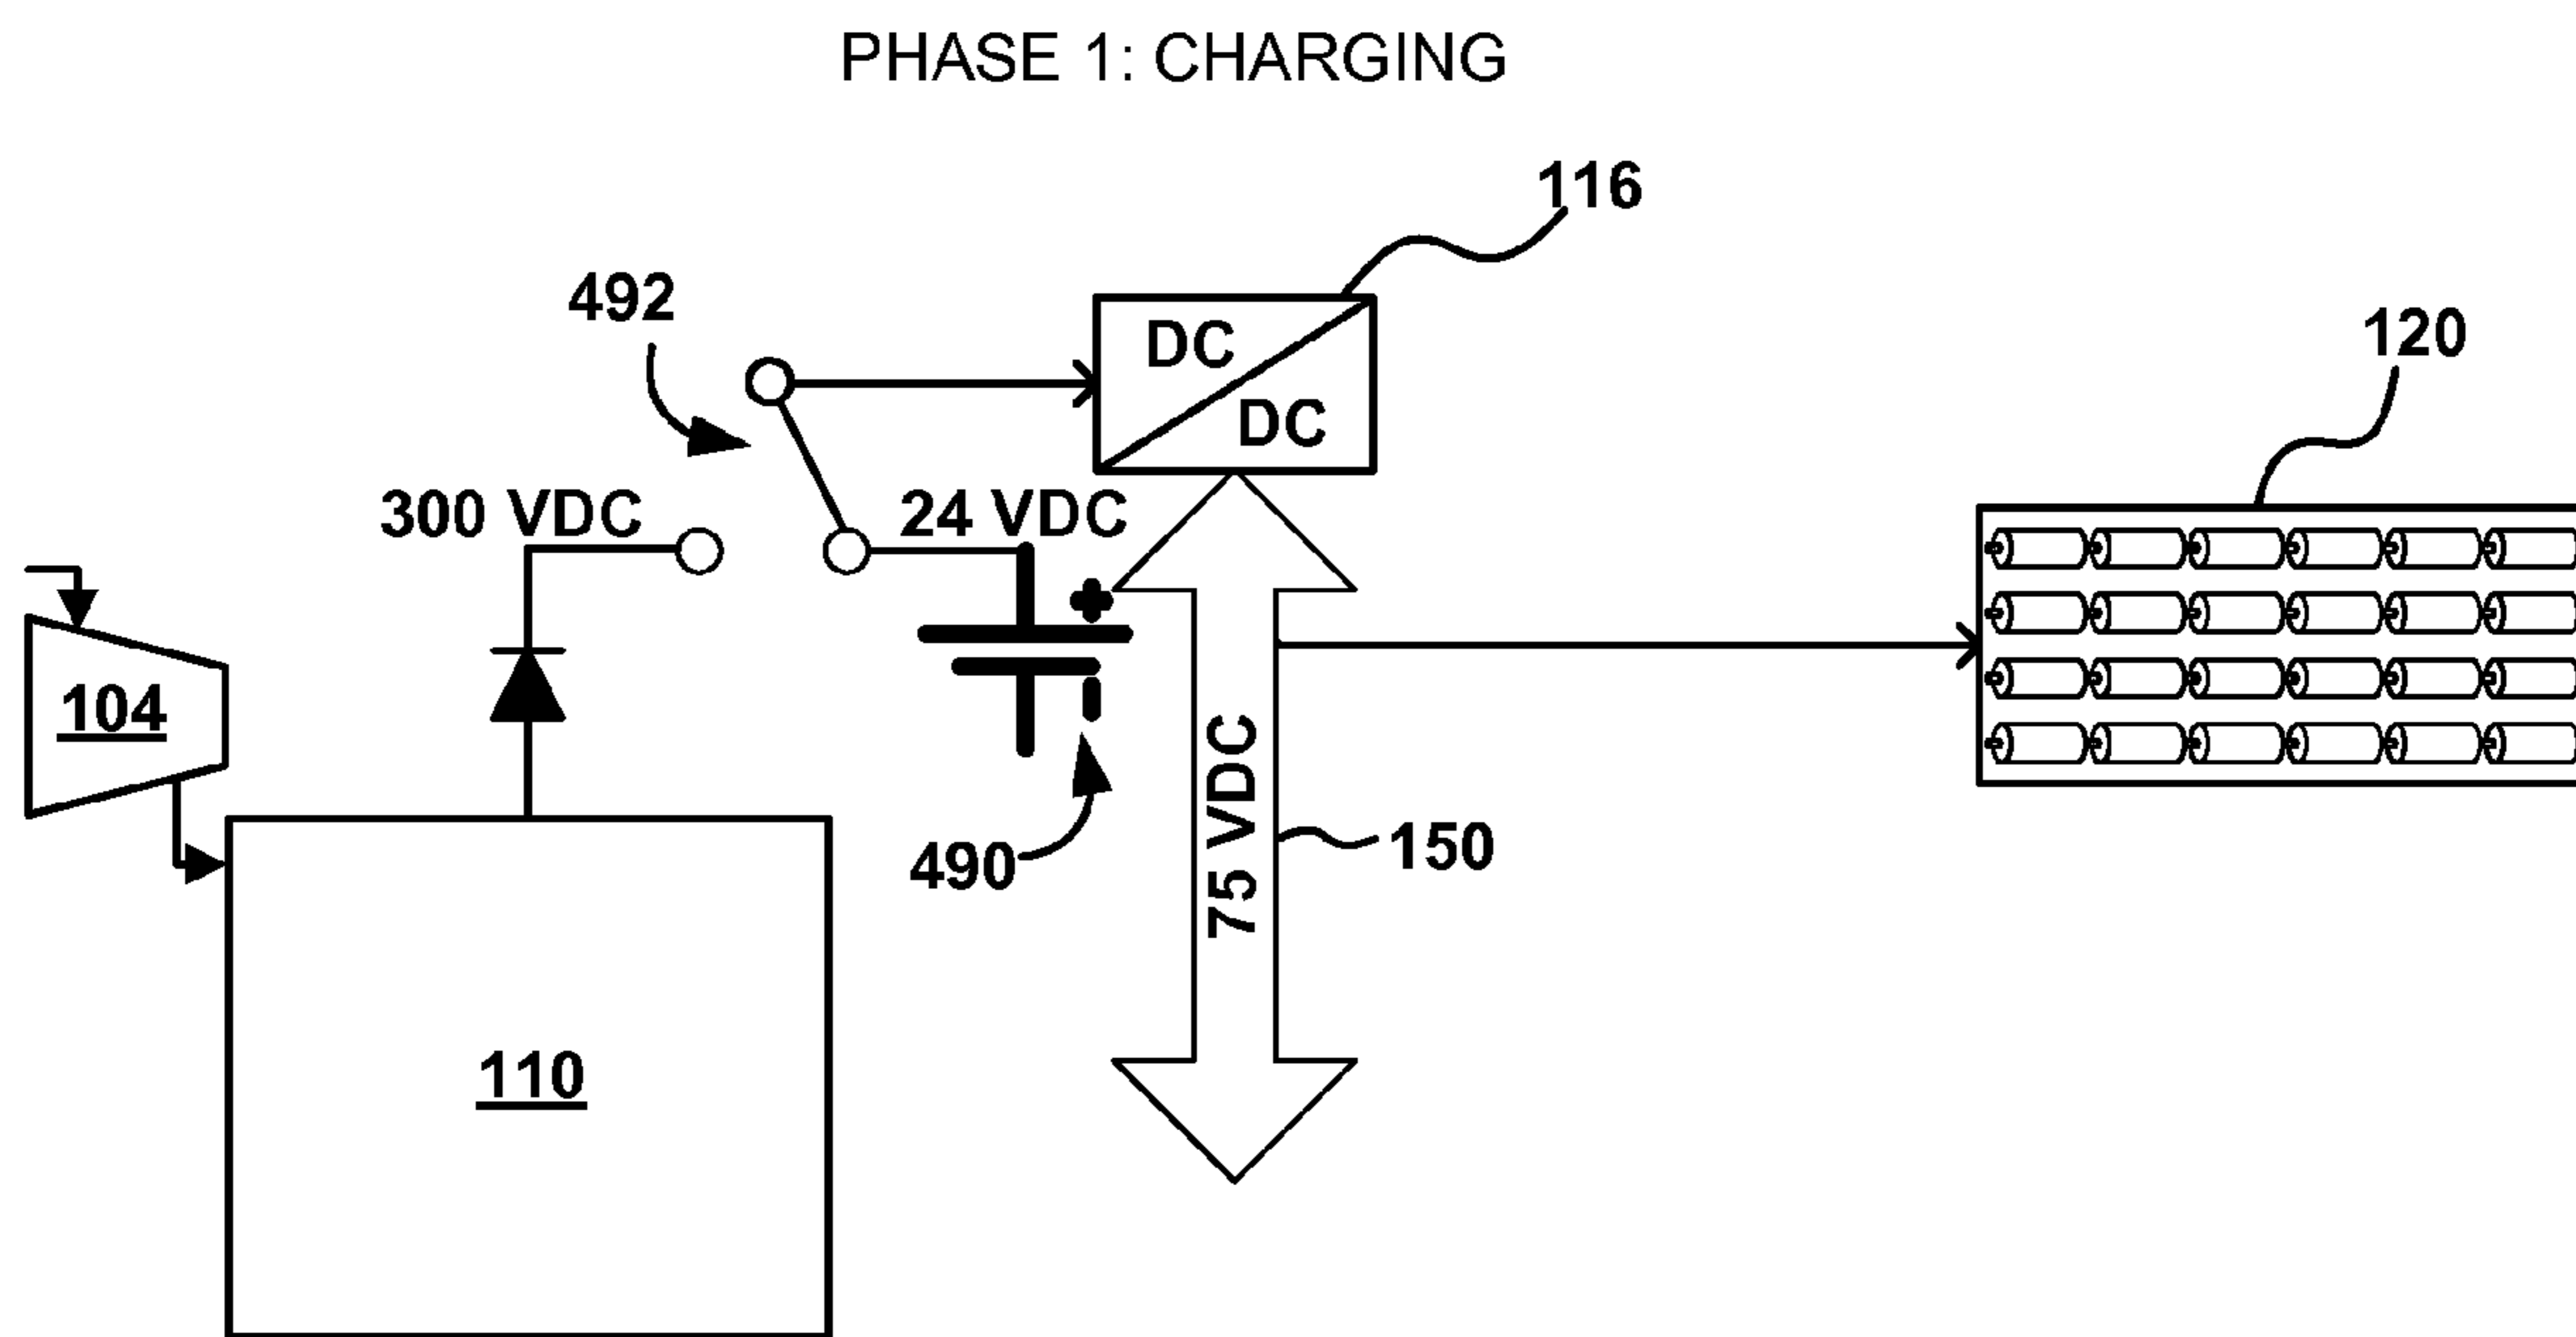 PHASE 1: CHARGING
116
492
DC
DC
120
300 VDC
24 VDC
104
75 VDC
490
150
110